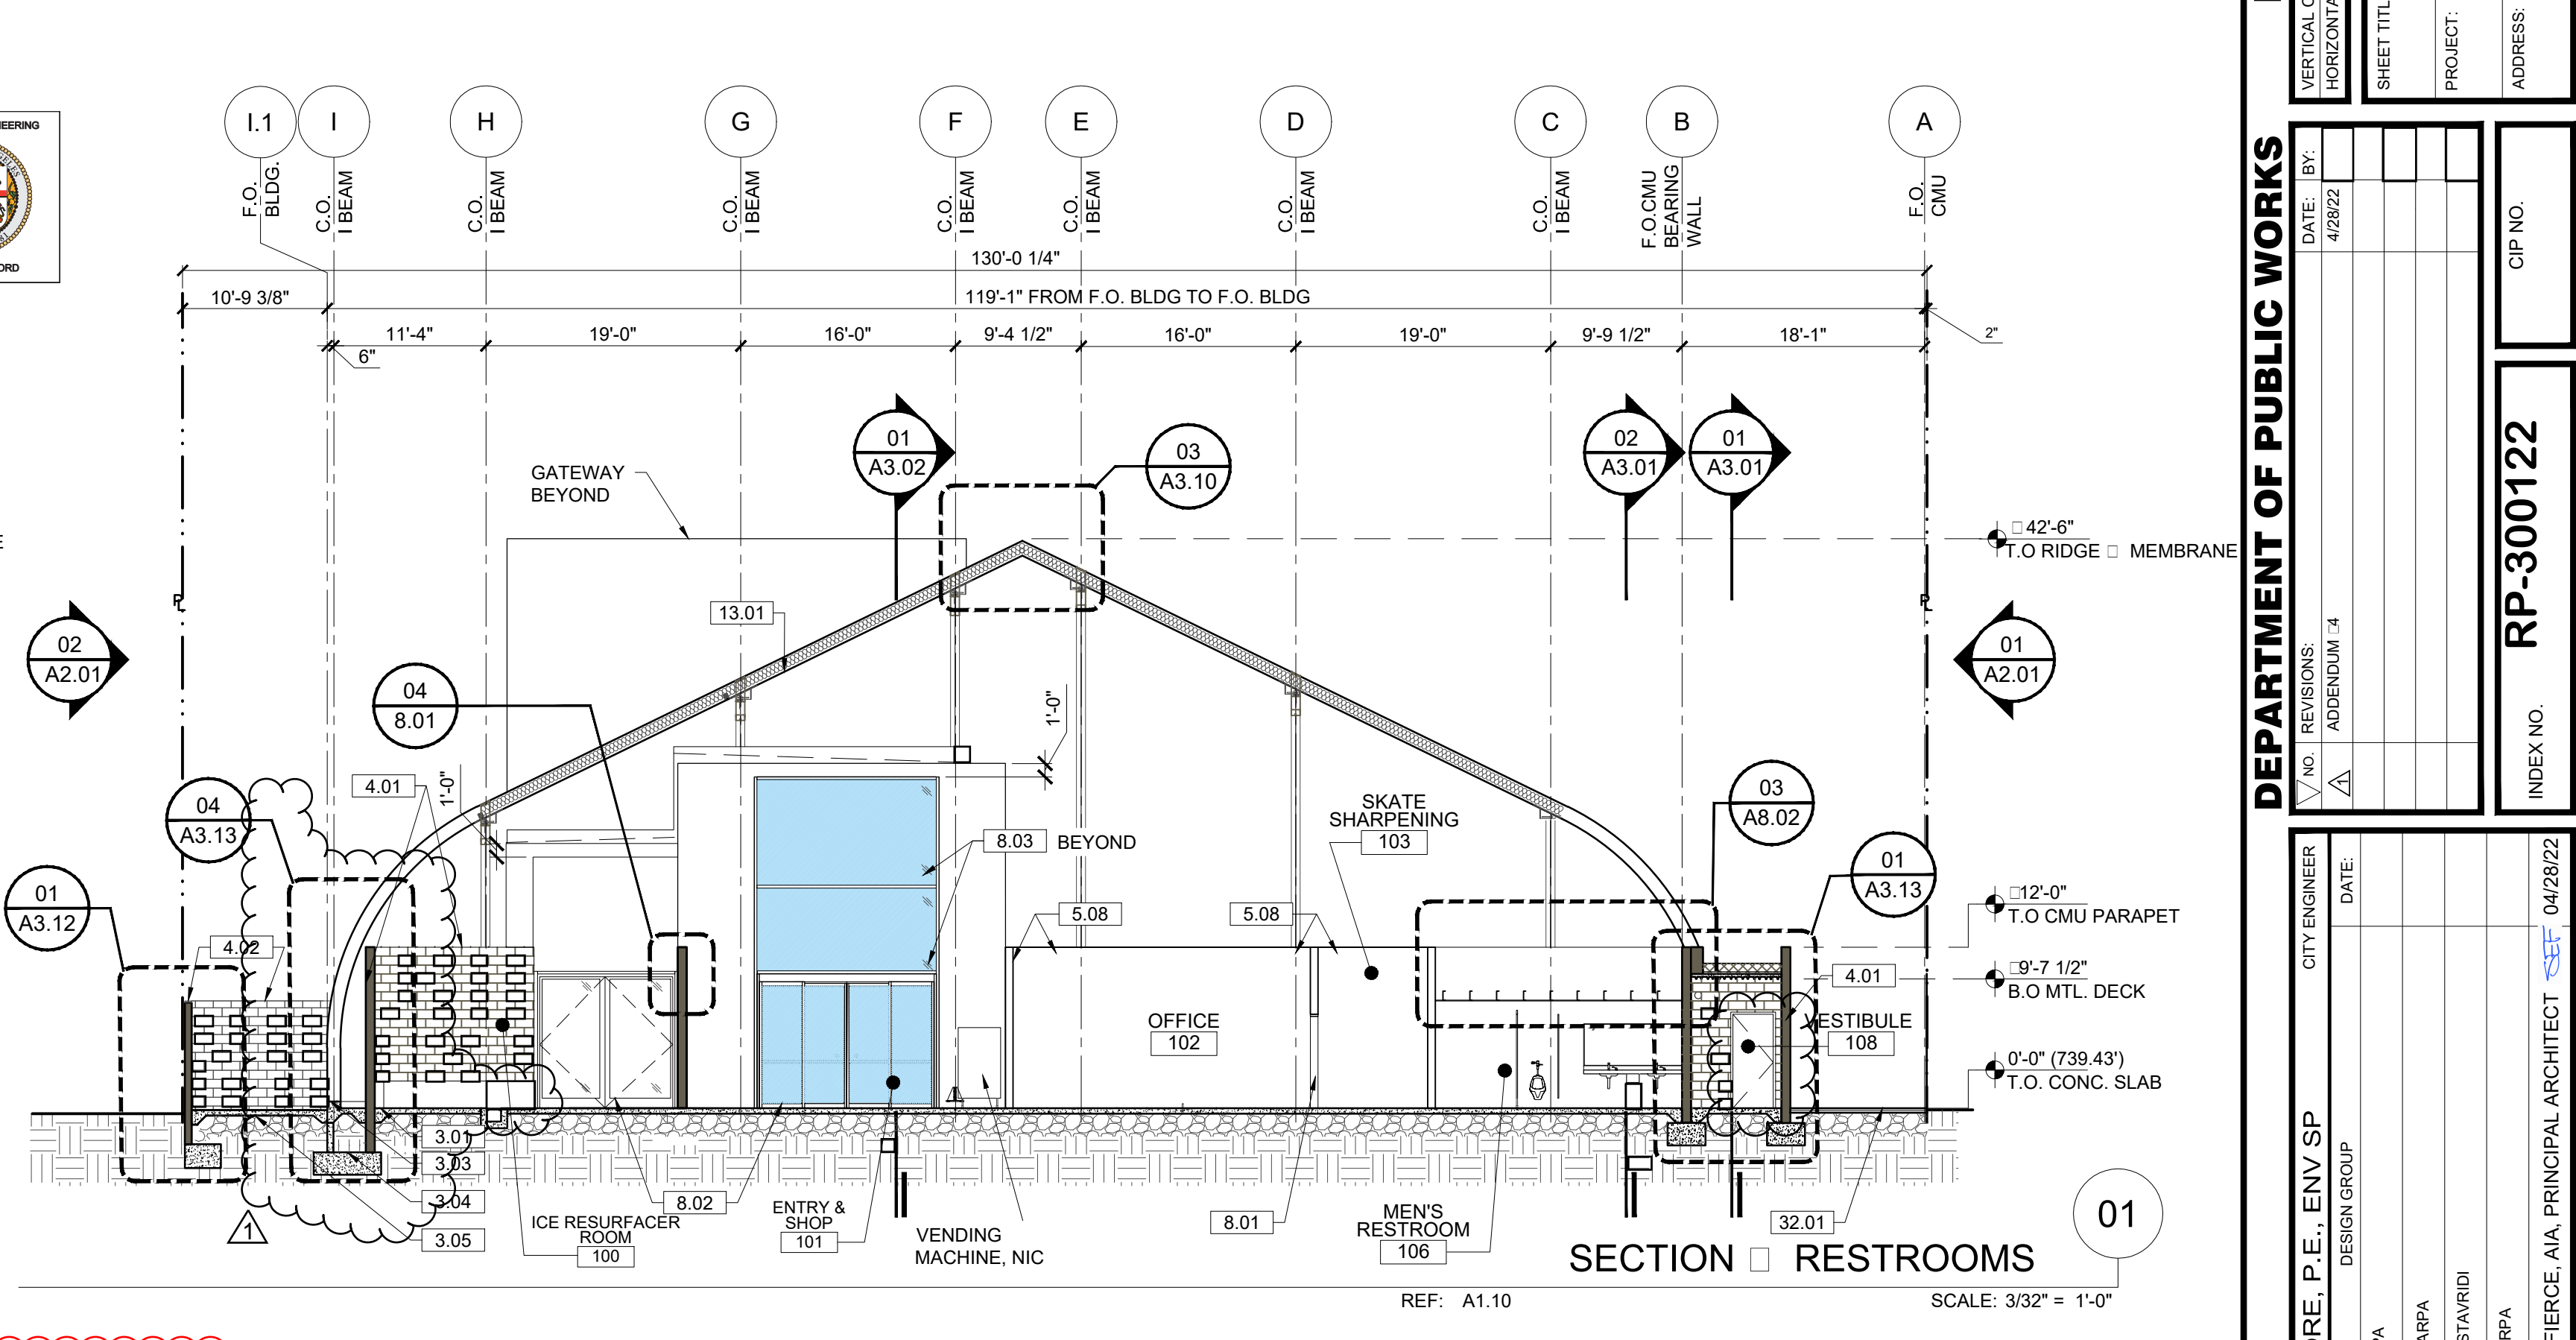 I.1
I
H
G
F
E
D
C
B
A
F.O.
BLDG.
C.O.
I BEAM
C.O.
I BEAM
C.O.
I BEAM
C.O.
I BEAM
C.O.
I BEAM
C.O.
I BEAM
C.O.
I BEAM
F.O.CMU
BEARING
WALL
F.O.
CMU
130'-0 1/4"
10'-9 3/8"
119'-1" FROM F.O. BLDG TO F.O. BLDG
11'-4"
19'-0"
16'-0"
9'-4 1/2"
16'-0"
19'-0"
9'-9 1/2"
18'-1"
2"
6"
01
A3.02
03
A3.10
02
A3.01
01
A3.01
GATEWAY
BEYOND
□ 42'-6"
T.O RIDGE □ MEMBRANE
13.01
02
A2.01
01
A2.01
04
8.01
1'-0"
4.01
1'-0"
04
A3.13
03
A8.02
SKATE
SHARPENING
103
8.03 BEYOND
01
A3.12
01
A3.13
□12'-0"
T.O CMU PARAPET
5.08
5.08
4.02
4.01
□9'-7 1/2"
B.O MTL. DECK
OFFICE
102
VESTIBULE
108
0'-0" (739.43')
T.O. CONC. SLAB
3.01
3.03
3.04
3.05
1
8.02
ICE RESURFACER
ROOM
100
ENTRY &
SHOP
101
VENDING
MACHINE, NIC
8.01
MEN'S
RESTROOM
106
32.01
01
SECTION □ RESTROOMS
REF: A1.10
SCALE: 3/32" = 1'-0"
DEPARTMENT OF PUBLIC WORKS
SHEET TITL
PROJECT:
ADDRESS:
NO.
REVISIONS:
DATE:
BY:
1
ADDENDUM □4
4/28/22
CIP NO.
INDEX NO.
RP-300122
CITY ENGINEER
DATE:
DESIGN GROUP
ORE, P.E., ENV SP
STAVRIDI
FIERCE, AIA, PRINCIPAL ARCHITECT
04/28/22